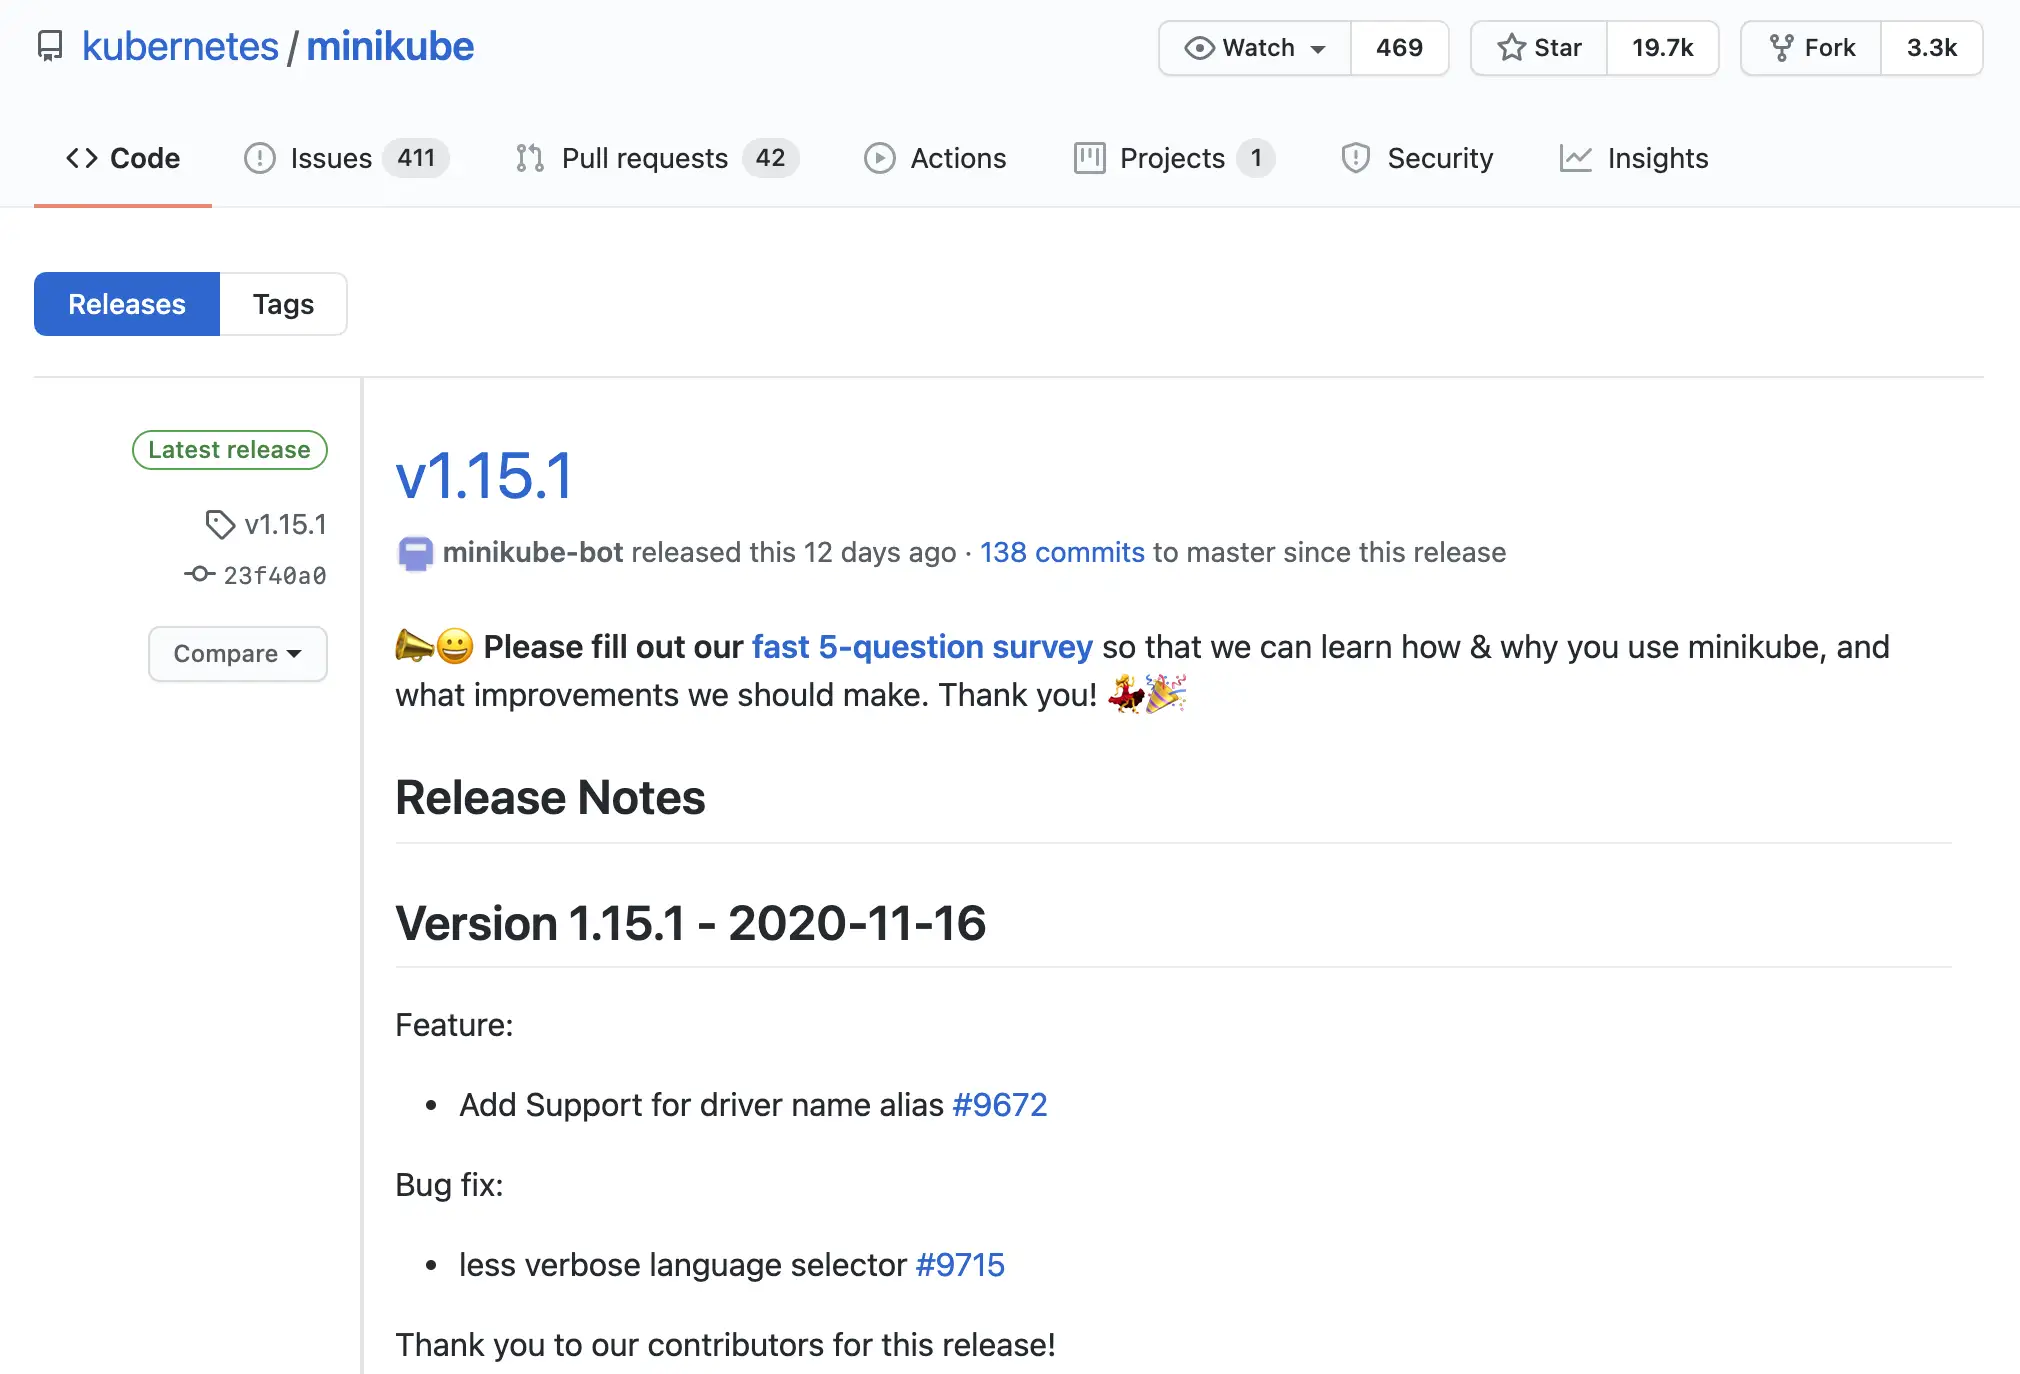 kubernetes / minikube
Watch 469 Star 19.7k Fork 3.3k
Code Issues 411 Pull requests 42 Actions Projects 1 Security Insights
Releases Tags
Latest release
v1.15.1
23f40a0
Compare
v1.15.1
minikube-bot released this 12 days ago · 138 commits to master since this release
📣😀 Please fill out our fast 5-question survey so that we can learn how & why you use minikube, and
what improvements we should make. Thank you! 💃🎉
Release Notes
Version 1.15.1 - 2020-11-16
Feature:
• Add Support for driver name alias #9672
Bug fix:
• less verbose language selector #9715
Thank you to our contributors for this release!